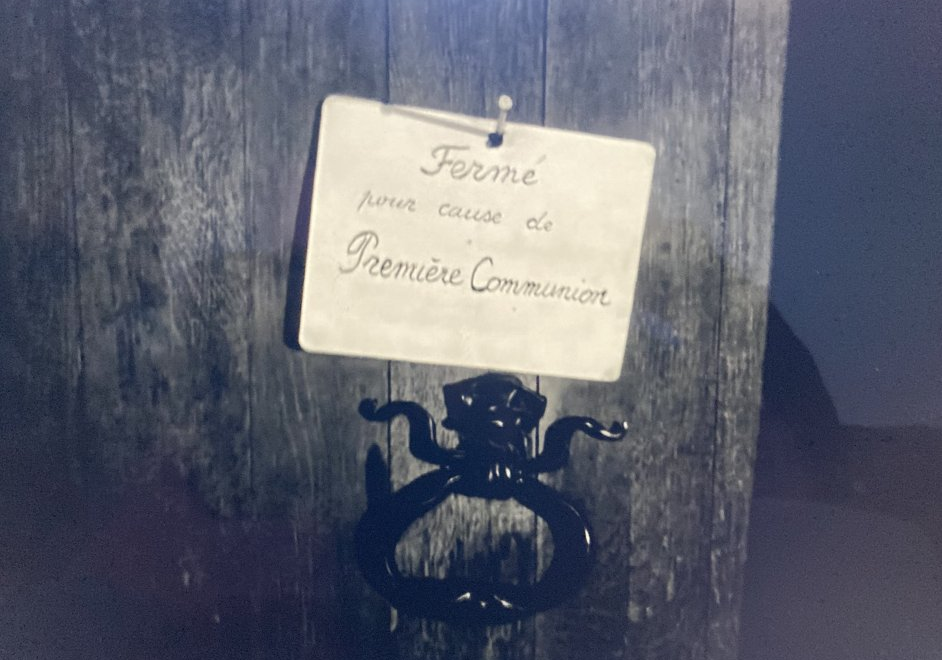 Fermé
pour cause de
Première Communion